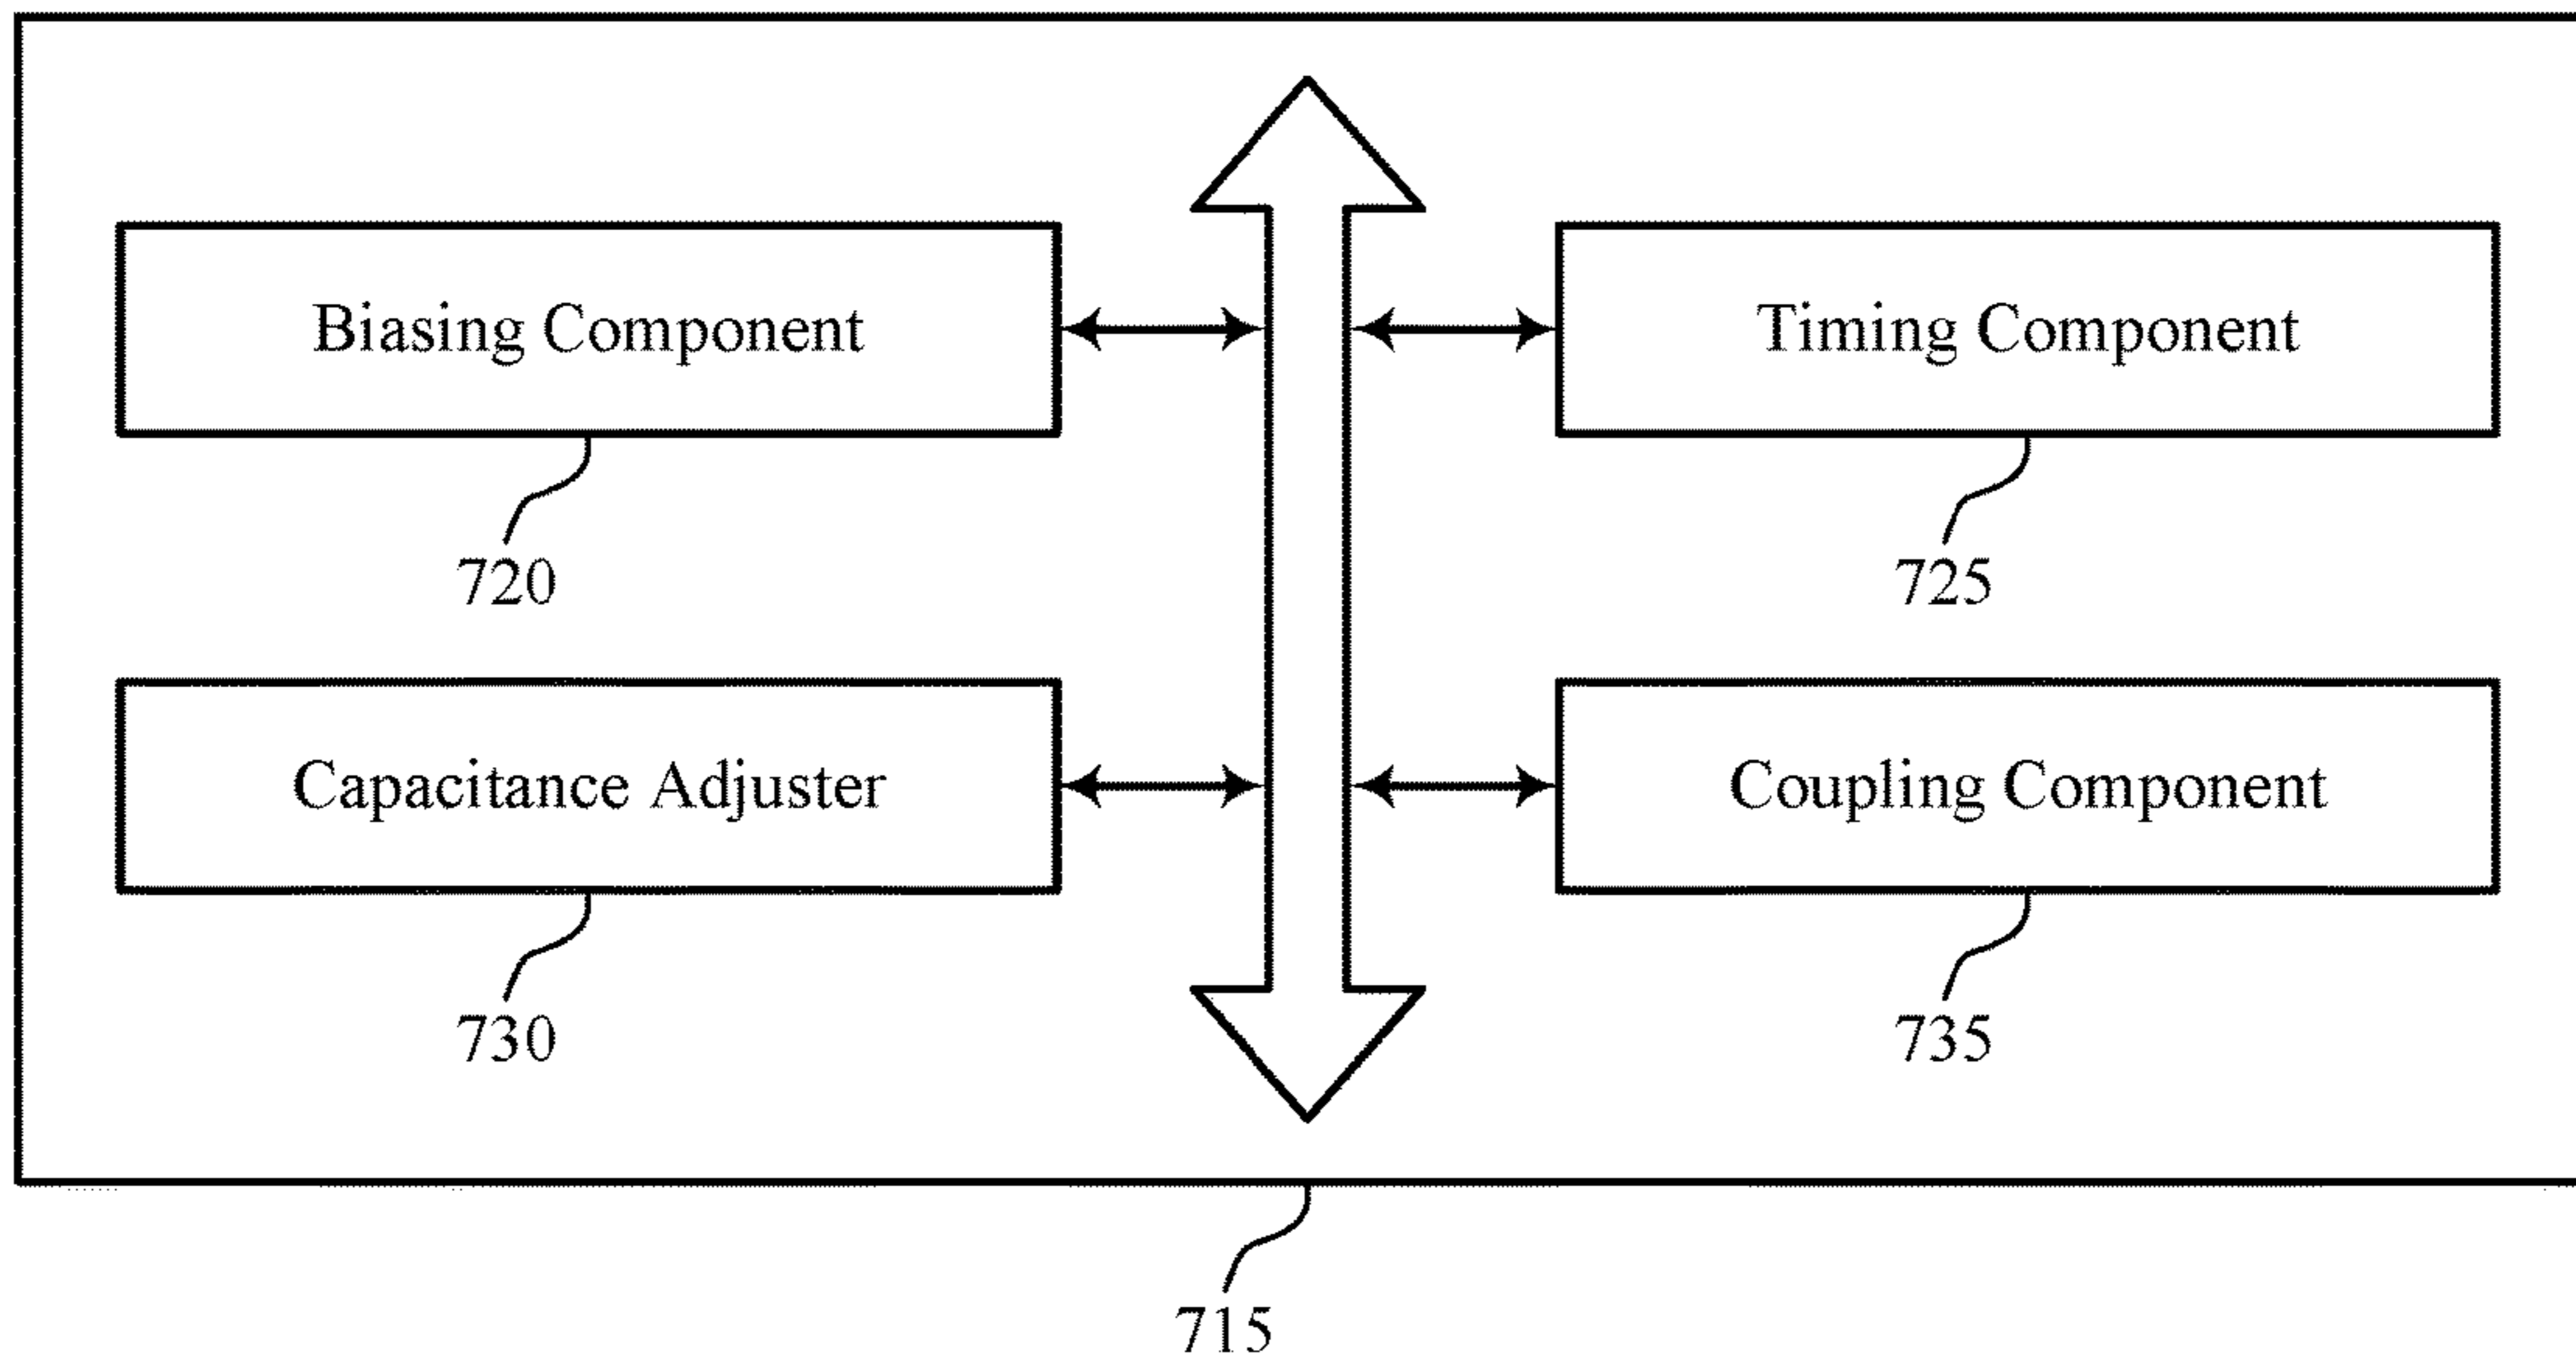 Biasing Component
Timing Component
720
725
Capacitance Adjuster
Coupling Component
730
735
715